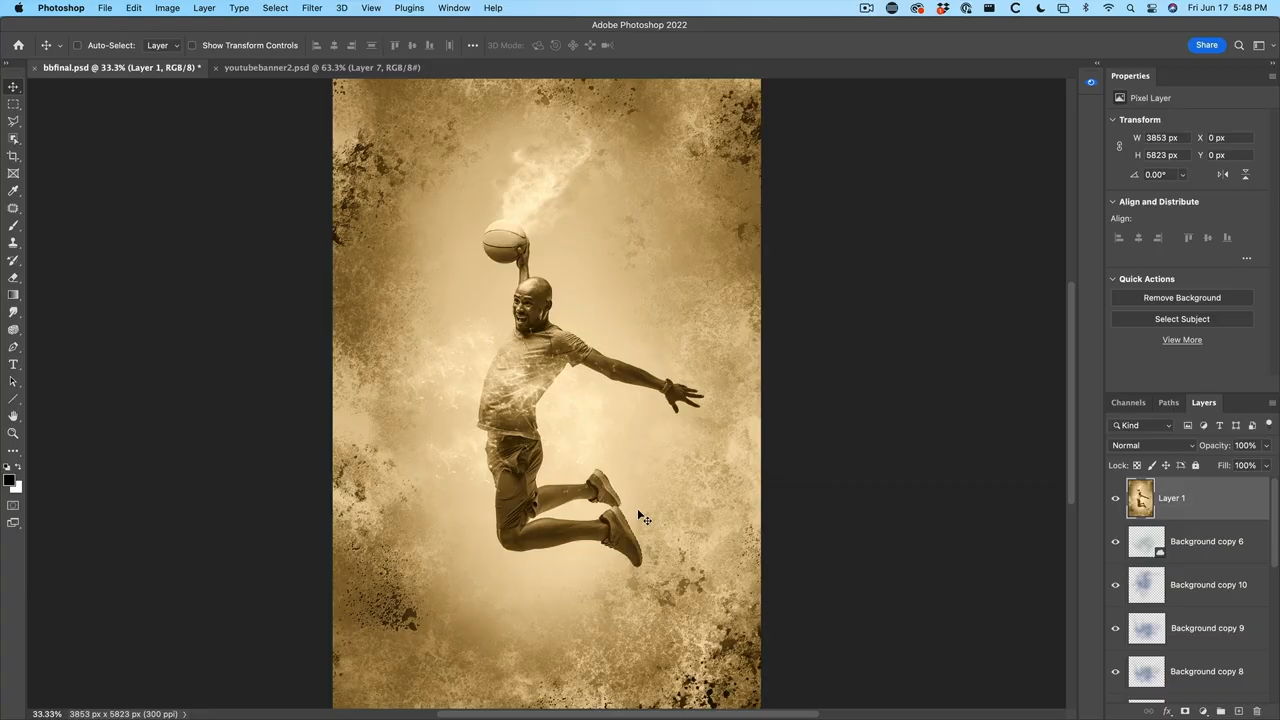 Photoshop File Edit Image Layer Type Select Filter 3D View Plugins Window Help Fri Jun 17 5:48 PM
Adobe Photoshop 2022
Auto-Select: Layer Show Transform Controls 3D Mode: Share
bbfinal.psd @ 33.3% (Layer 1, RGB/8) * youtubebanner2.psd @ 63.3% (Layer 7, RGB/8#)
Properties
Pixel Layer
Transform
W 3853 px X 0 px
H 5823 px Y 0 px
0.00°
Align and Distribute
Align:
Quick Actions
Remove Background
Select Subject
View More
Channels Paths Layers
Kind
Normal Opacity: 100%
Lock: Fill: 100%
Layer 1
Background copy 6
Background copy 10
Background copy 9
Background copy 8
33.33% 3853 px x 5823 px (300 ppi)